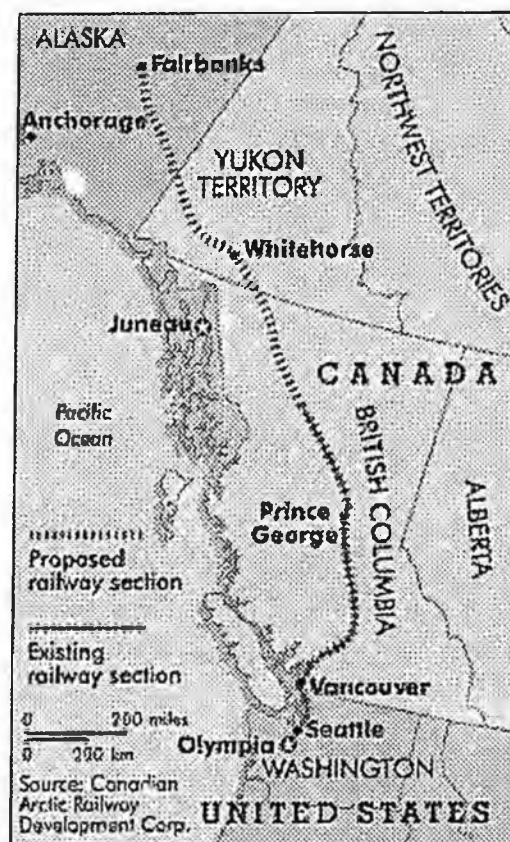 ALASKA
Fairbanks
Anchorage
YUKON
TERRITORY
NORTHWEST TERRITORIES
Whitehorse
Juneau
CANADA
Pacific
Ocean
BRITISH COLUMBIA
ALBERTA
Prince
George
Proposed
railway section
Existing
railway section
Vancouver
0 200 miles
0 200 km
Seattle
Olympia
WASHINGTON
Source: Canadian
Arctic Railway
Development Corp.
UNITED STATES